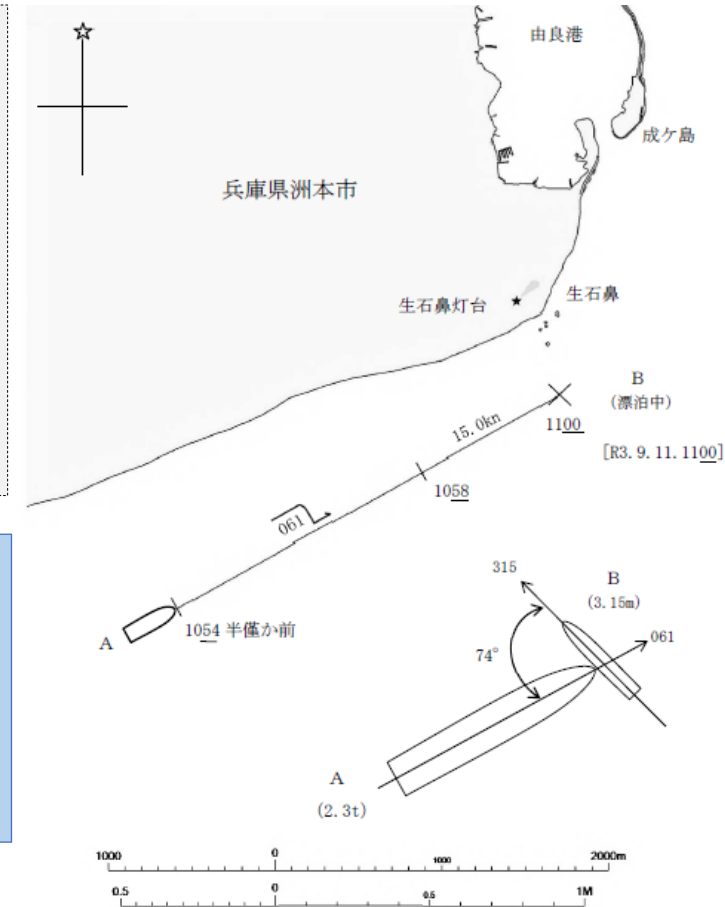 由良港
成ケ島
兵庫県洲本市
生石鼻灯台
生石鼻
B
(漂泊中)
15.0kn
1100
[R3.9.11.1100]
1058
061
A
1054 半僅か前
315
B
(3.15m)
061
74°
A
(2.3t)
1000
0
1000
2000m
0.5
0
0.5
1M